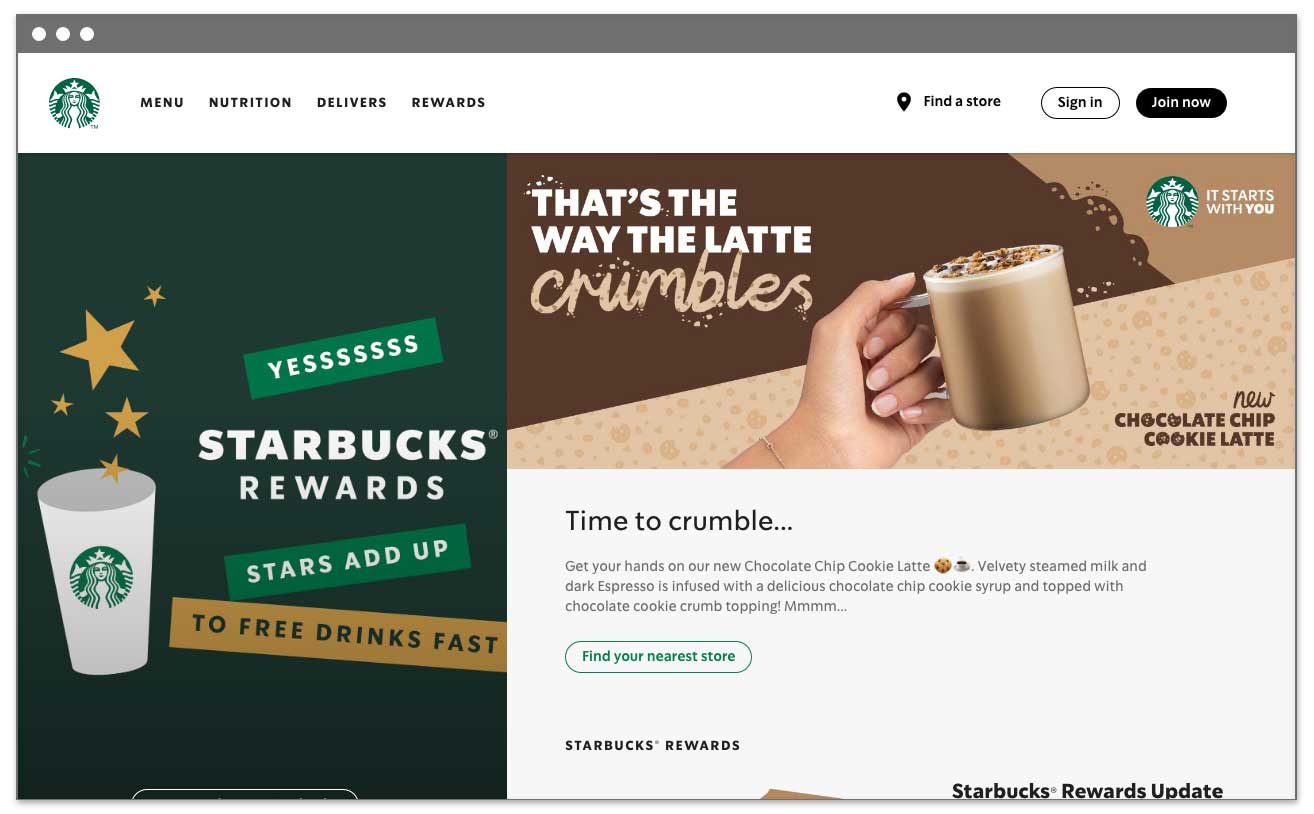 MENU NUTRITION DELIVERS REWARDS
Find a store
Sign in
Join now
YESSSSSSS
STARBUCKS®
REWARDS
STARS ADD UP
TO FREE DRINKS FAST
THAT'S THE
WAY THE LATTE
crumbles
IT STARTS
WITH YOU
TM
new
CHOCOLATE CHIP
COOKIE LATTE
Time to crumble...
Get your hands on our new Chocolate Chip Cookie Latte 🍪☕. Velvety steamed milk and
dark Espresso is infused with a delicious chocolate chip cookie syrup and topped with
chocolate cookie crumb topping! Mmmm...
Find your nearest store
STARBUCKS® REWARDS
Starbucks® Rewards Update